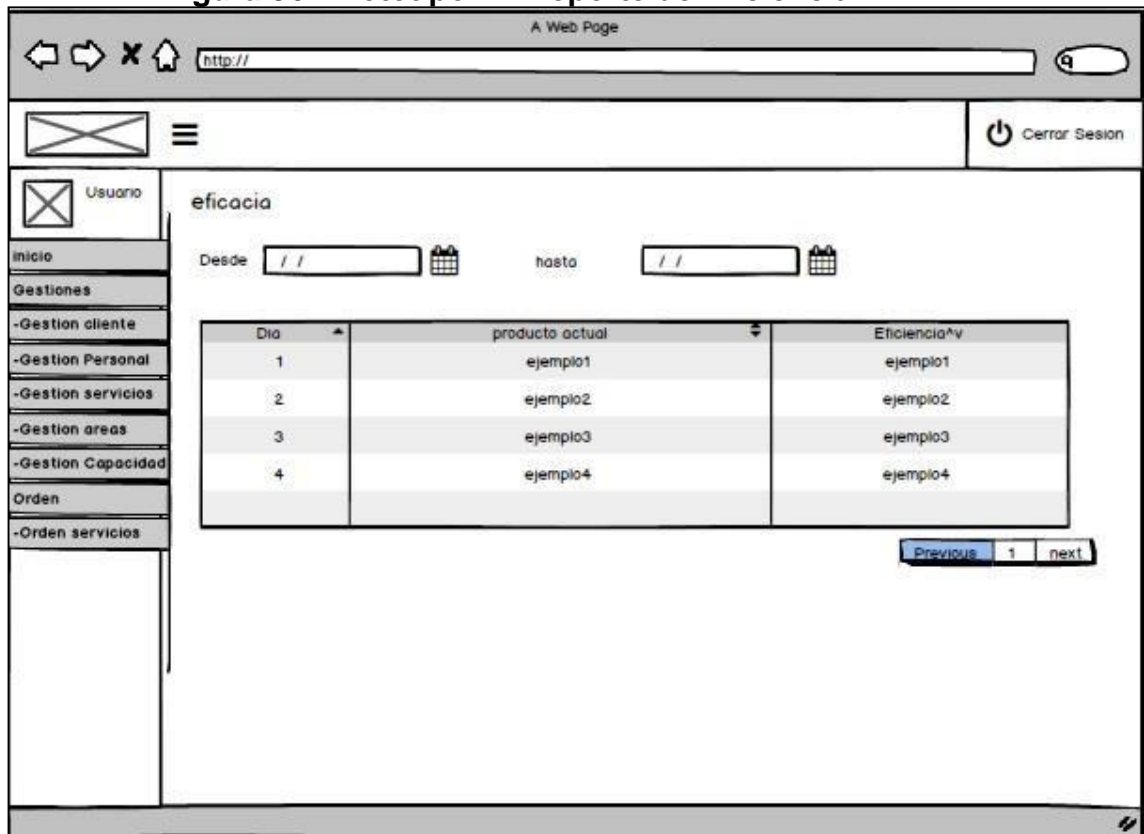 A Web Page
http://
Cerrar Sesion
Usuario
inicio
Gestiones
-Gestion cliente
-Gestion Personal
-Gestion servicios
-Gestion areas
-Gestion Capacidad
Orden
-Orden servicios
eficacia
Desde / / hasta / /
Dia producto actual Eficiencia^v
1 ejemplo1 ejemplo1
2 ejemplo2 ejemplo2
3 ejemplo3 ejemplo3
4 ejemplo4 ejemplo4
Previous 1 next